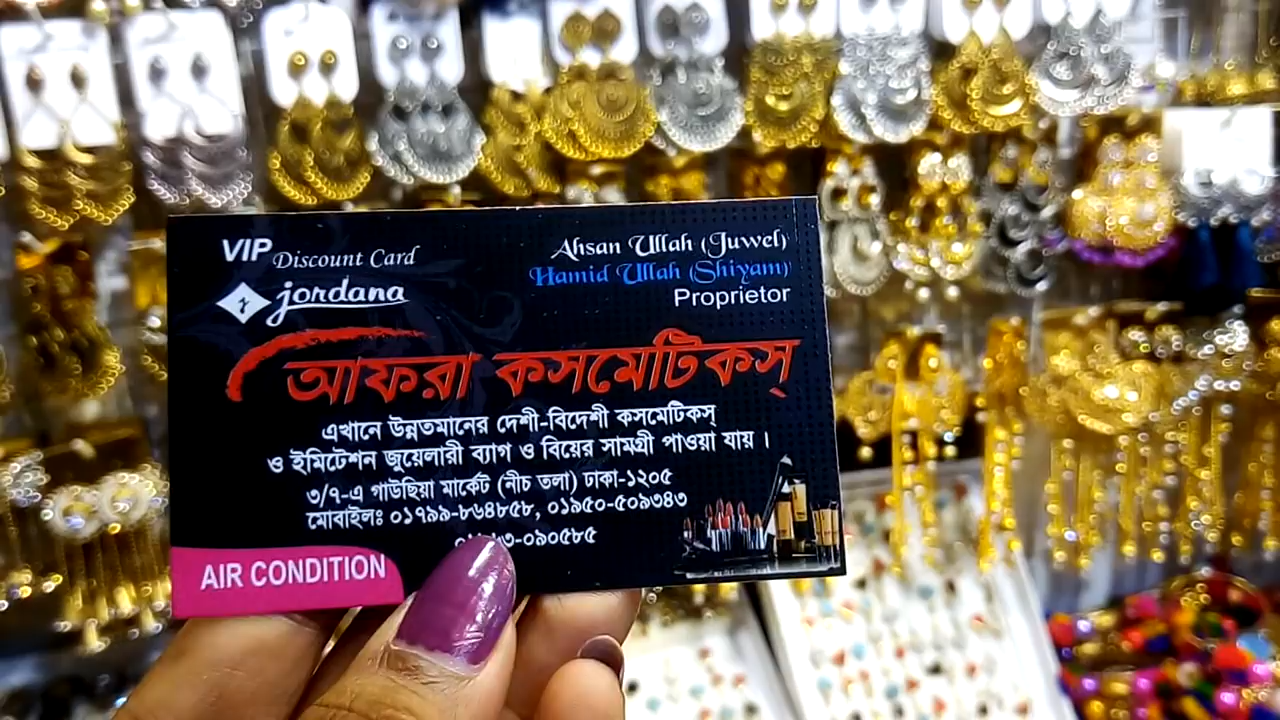 VIP Discount Card
jordana
Ahsan Ullah (Juwel)
Hamid Ullah (Shiyam)
Proprietor
আফরা কসমেটিকস্
এখানে উন্নতমানের দেশী-বিদেশী কসমেটিকস্
ও ইমিটেশন জুয়েলারী ব্যাগ ও বিয়ের সামগ্রী পাওয়া যায় ।
৩/৭-এ গাউছিয়া মার্কেট (নীচ তলা) ঢাকা-১২০৫
মোবাইলঃ ০১৭৯৯-৮৬৪৮৫৮, ০১৯৫০-৫০৯৩৪৩
AIR CONDITION